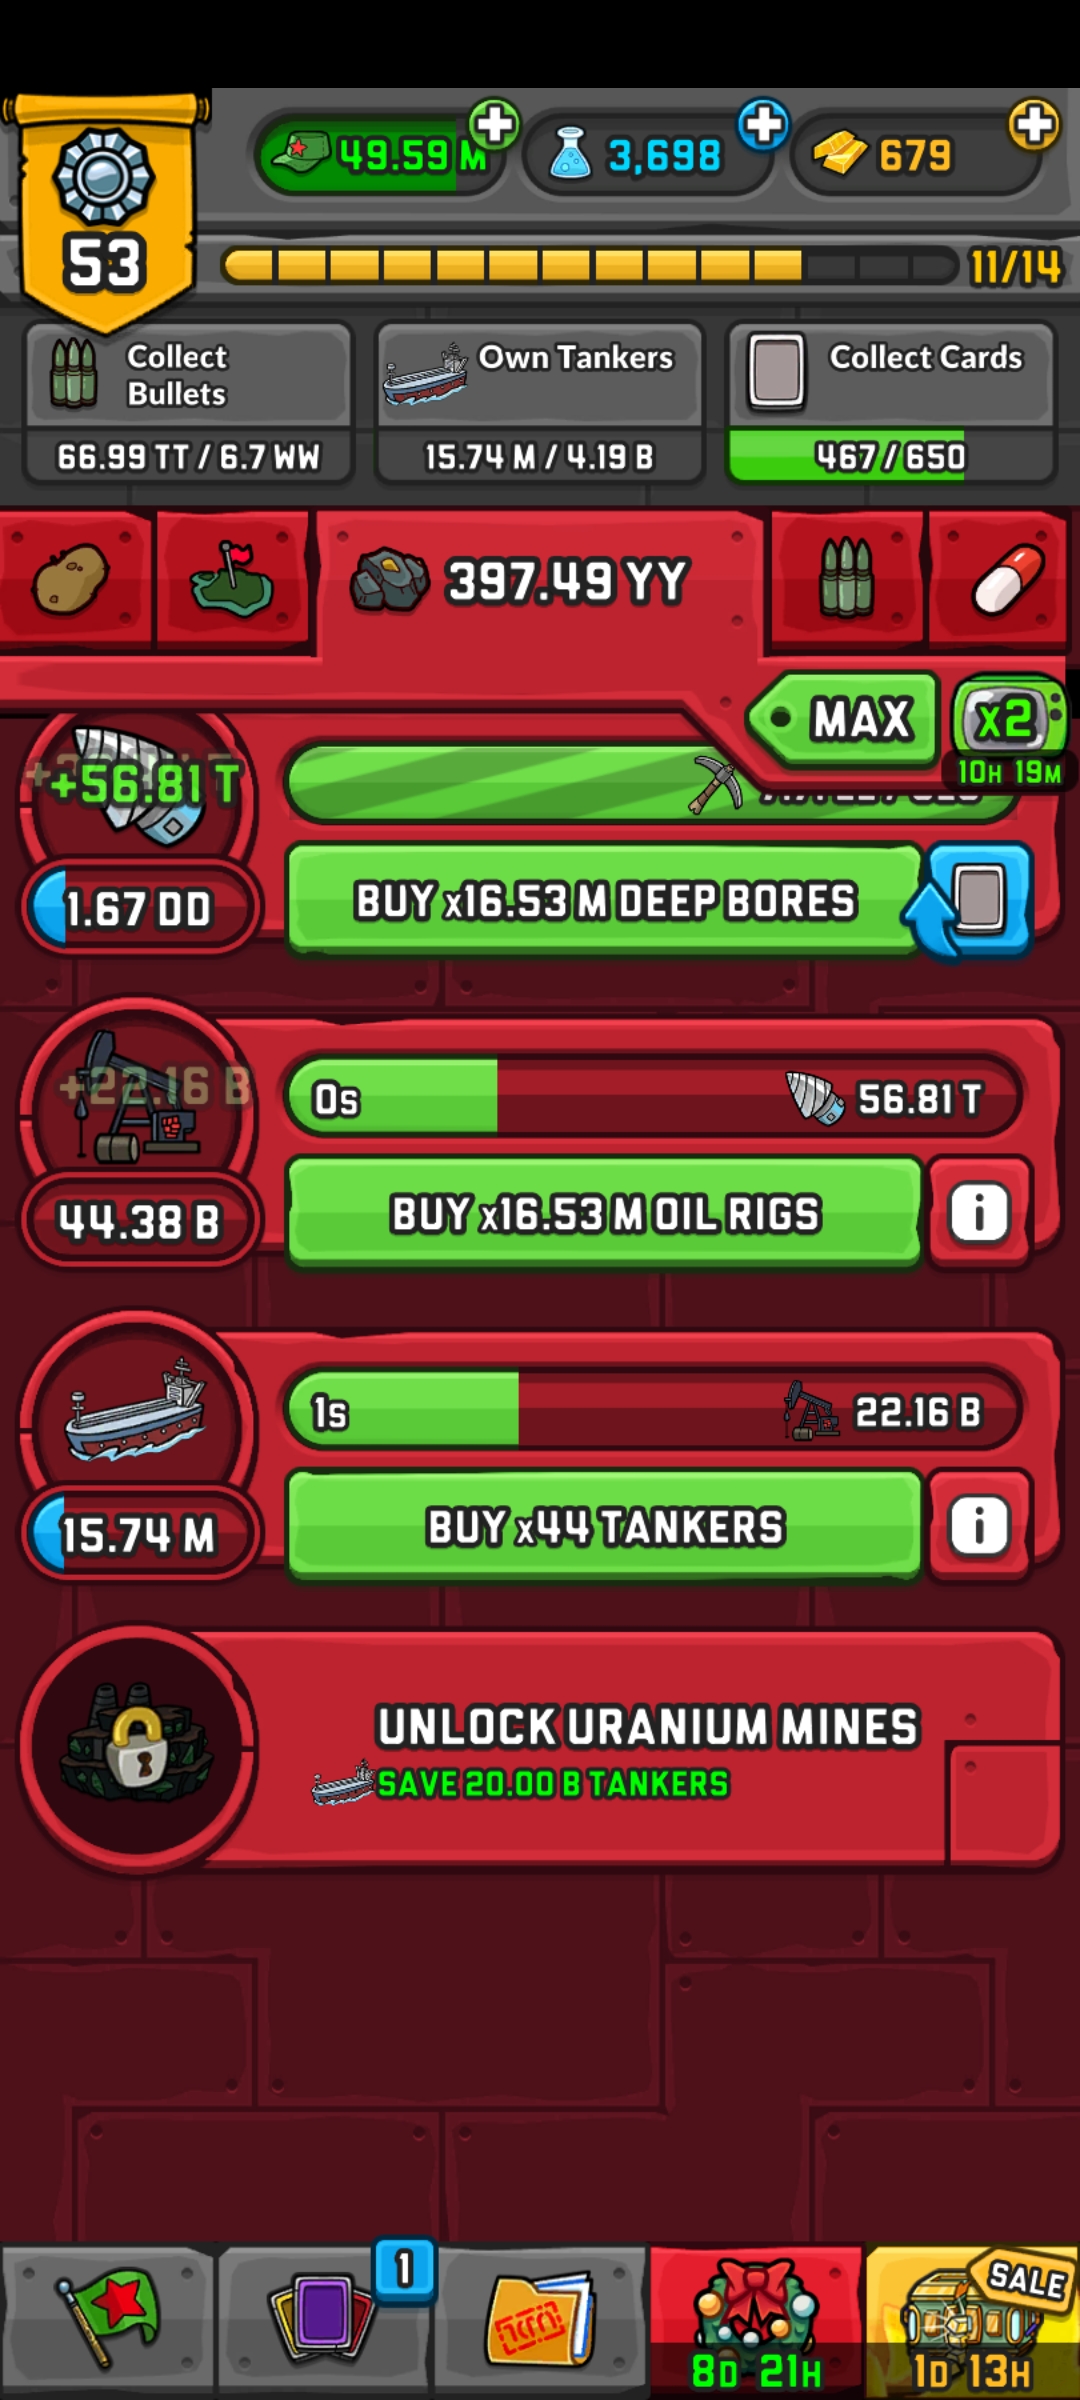 49.59 M
3,698
679
53
11/14
Collect
Bullets
66.99 TT / 6.7 WW
Own Tankers
15.74 M / 4.19 B
Collect Cards
467 / 650
397.49 YY
MAX
x2
10H 19M
+56.81 T
1.67 DD
BUY x16.53 M DEEP BORES
+22.16 B
0s
56.81 T
44.38 B
BUY x16.53 M OIL RIGS
i
1s
22.16 B
15.74 M
BUY x44 TANKERS
i
UNLOCK URANIUM MINES
SAVE 20.00 B TANKERS
1
8D 21H
SALE
1D 13H